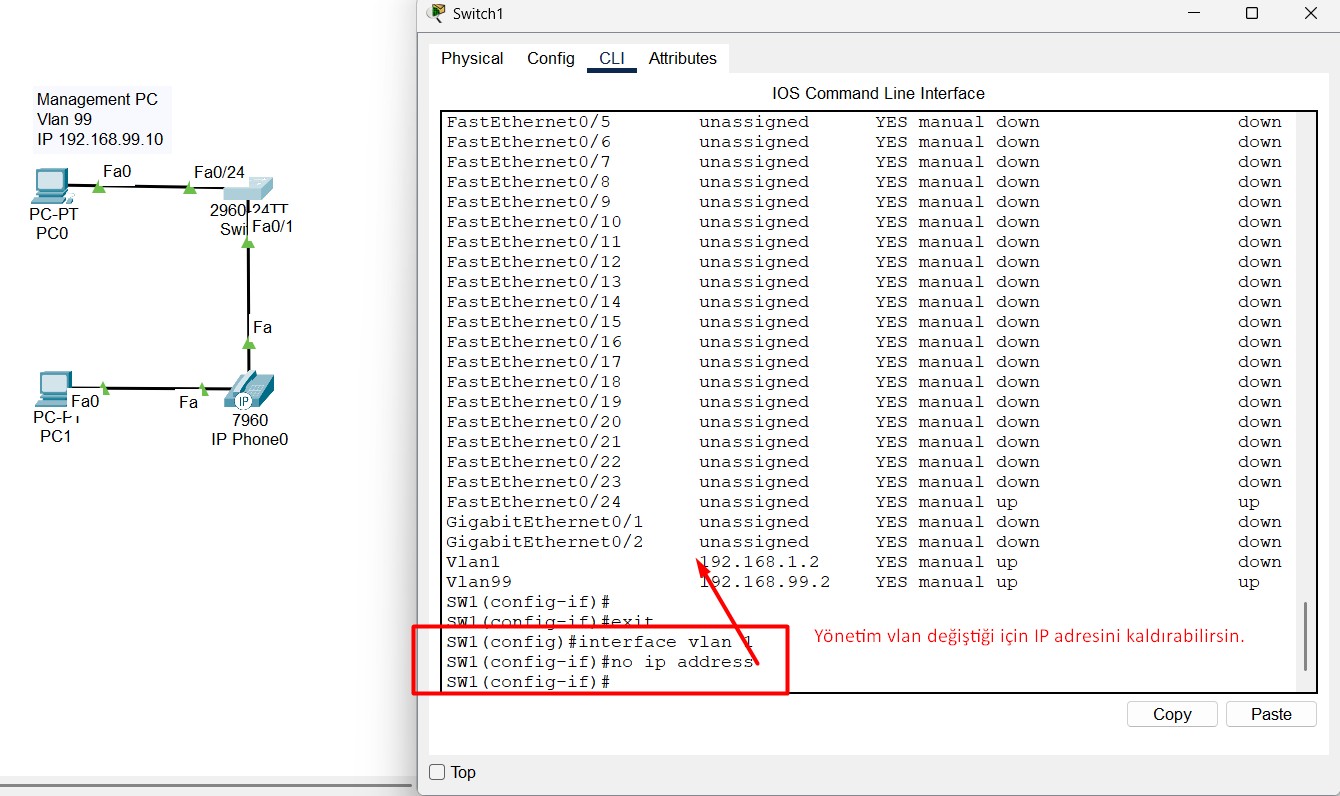 Switch1
Physical Config CLI Attributes
IOS Command Line Interface
FastEthernet0/5 unassigned YES manual down down
FastEthernet0/6 unassigned YES manual down down
FastEthernet0/7 unassigned YES manual down down
FastEthernet0/8 unassigned YES manual down down
FastEthernet0/9 unassigned YES manual down down
FastEthernet0/10 unassigned YES manual down down
FastEthernet0/11 unassigned YES manual down down
FastEthernet0/12 unassigned YES manual down down
FastEthernet0/13 unassigned YES manual down down
FastEthernet0/14 unassigned YES manual down down
FastEthernet0/15 unassigned YES manual down down
FastEthernet0/16 unassigned YES manual down down
FastEthernet0/17 unassigned YES manual down down
FastEthernet0/18 unassigned YES manual down down
FastEthernet0/19 unassigned YES manual down down
FastEthernet0/20 unassigned YES manual down down
FastEthernet0/21 unassigned YES manual down down
FastEthernet0/22 unassigned YES manual down down
FastEthernet0/23 unassigned YES manual down down
FastEthernet0/24 unassigned YES manual up up
GigabitEthernet0/1 unassigned YES manual down down
GigabitEthernet0/2 unassigned YES manual down down
Vlan1 192.168.1.2 YES manual up down
Vlan99 192.168.99.2 YES manual up up
SW1(config-if)#
SW1(config-if)#exit
SW1(config)#interface vlan 1
SW1(config-if)#no ip address
SW1(config-if)#
Yönetim vlan değiştiği için IP adresini kaldırabilirsin.
Copy Paste
Top
Management PC
Vlan 99
IP 192.168.99.10
Fa0 Fa0/24
PC-PT
PC0
2960-24TT
Fa0/1
Fa
Fa0
Fa
PC-PT
PC1
IP
7960
IP Phone0